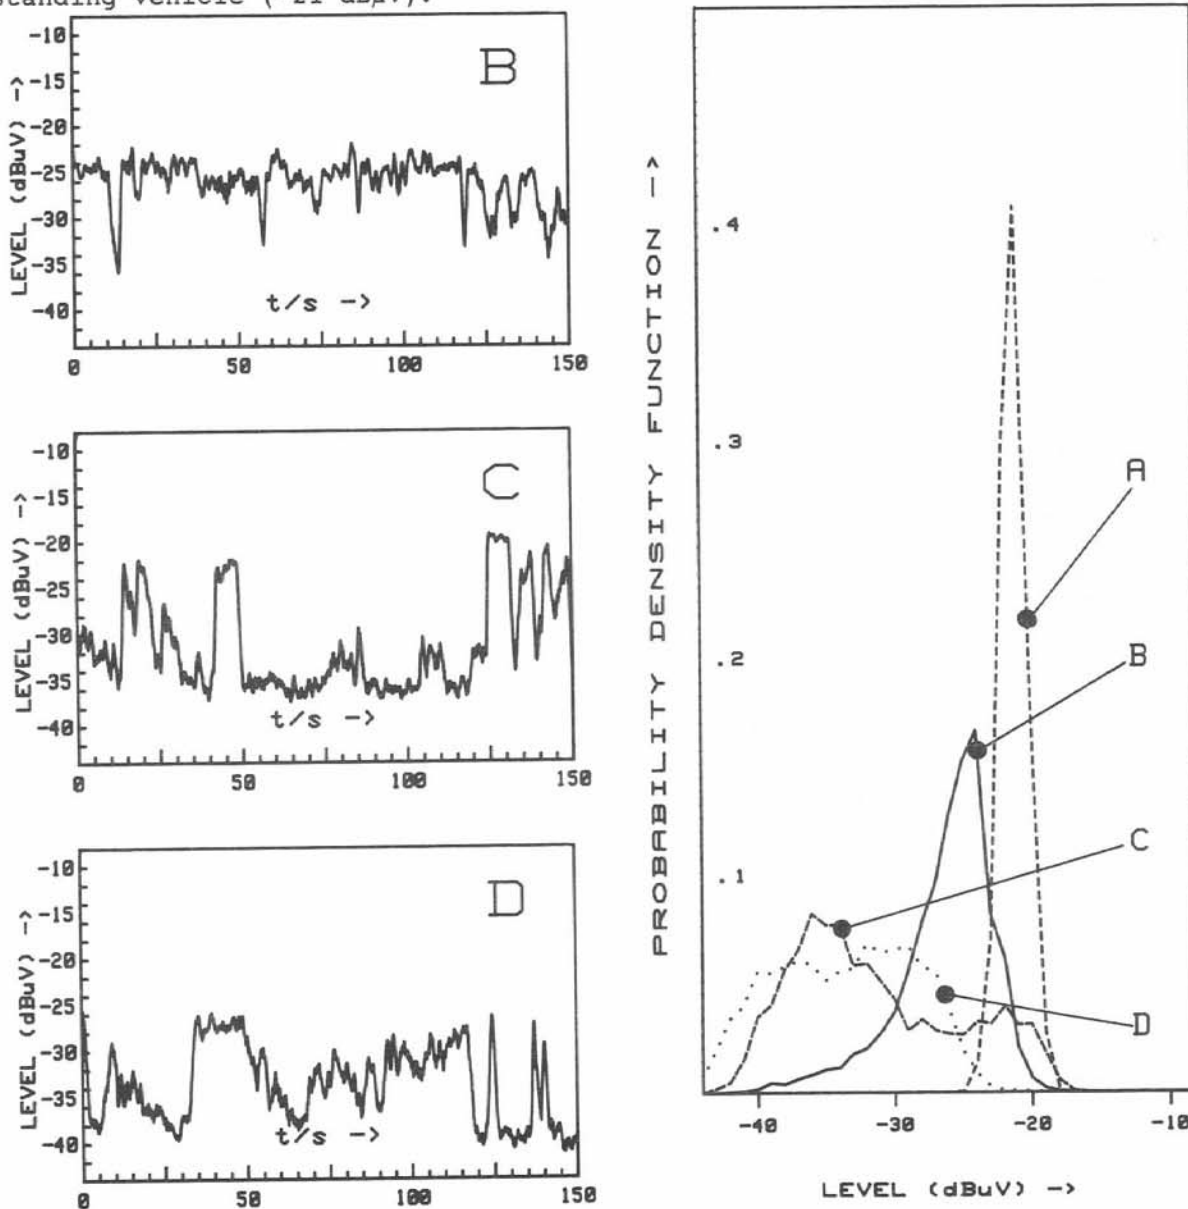 standing vehicle (-21 dBµV).
B
LEVEL (dBuV) —>
-10
-15
-20
-25
-30
-35
-40
t/s —>
0 50 100 150
C
LEVEL (dBuV) —>
-10
-15
-20
-25
-30
-35
-40
t/s —>
0 50 100 150
D
LEVEL (dBuV) —>
-10
-15
-20
-25
-30
-35
-40
t/s —>
0 50 100 150
PROBABILITY DENSITY FUNCTION —>
.4
.3
.2
.1
A
B
C
D
-40 -30 -20 -10
LEVEL (dBuV) —>